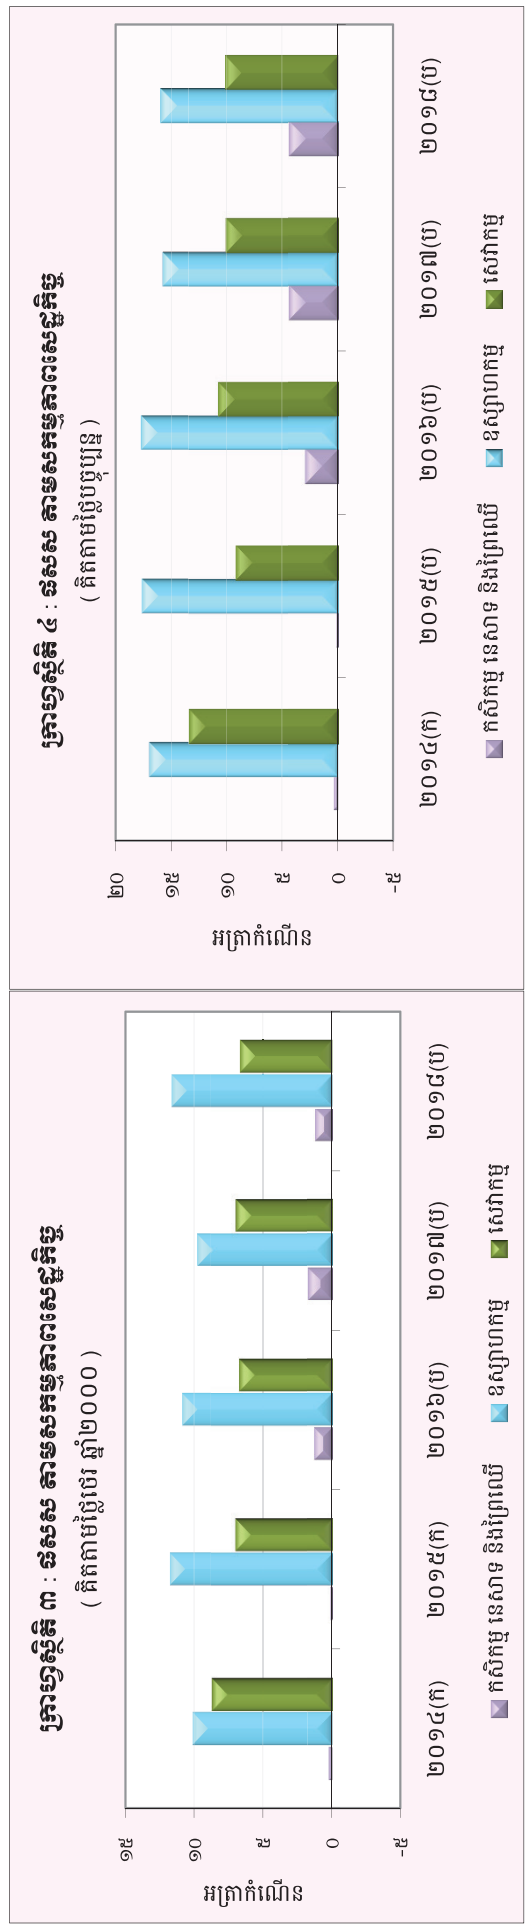 ក្រាហ្វស្ថិតិ ៣ : ផសស តាមសកម្មភាពសេដ្ឋកិច្ច
( គិតតាមថ្លៃថេរ ឆ្នាំ២០០០ )
១៥
១០
៥
០
-៥
អត្រាកំណើន
២០១៤(ក)
២០១៥(ក)
២០១៦(ប)
២០១៧(ប)
២០១៨(ប)
កសិកម្ម នេសាទ និងព្រៃឈើ
ឧស្សាហកម្ម
សេវាកម្ម
ក្រាហ្វស្ថិតិ ៤ : ផសស តាមសកម្មភាពសេដ្ឋកិច្ច
( គិតតាមថ្លៃបច្ចុប្បន្ន )
២០
១៥
១០
៥
០
-៥
អត្រាកំណើន
២០១៤(ក)
២០១៥(ប)
២០១៦(ប)
២០១៧(ប)
២០១៨(ប)
កសិកម្ម នេសាទ និងព្រៃឈើ
ឧស្សាហកម្ម
សេវាកម្ម